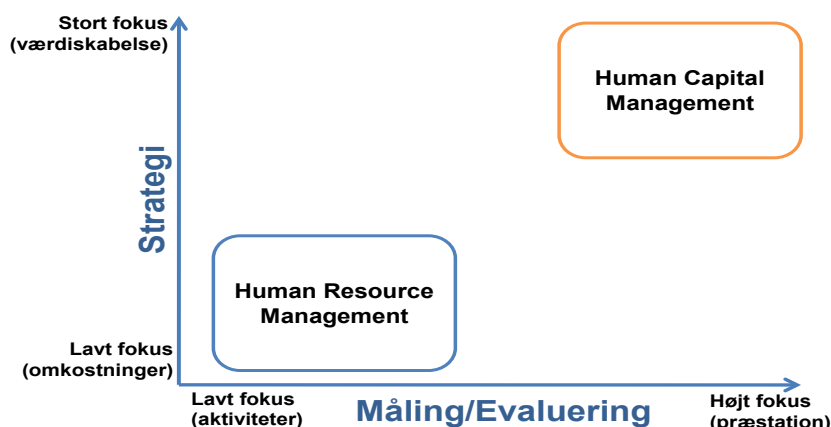 Stort fokus
(værdiskabelse)
Human Capital
Management
Strategi
Human Resource
Management
Lavt fokus
(omkostninger)
Lavt fokus
(aktiviteter)
Måling/Evaluering
Højt fokus
(præstation)